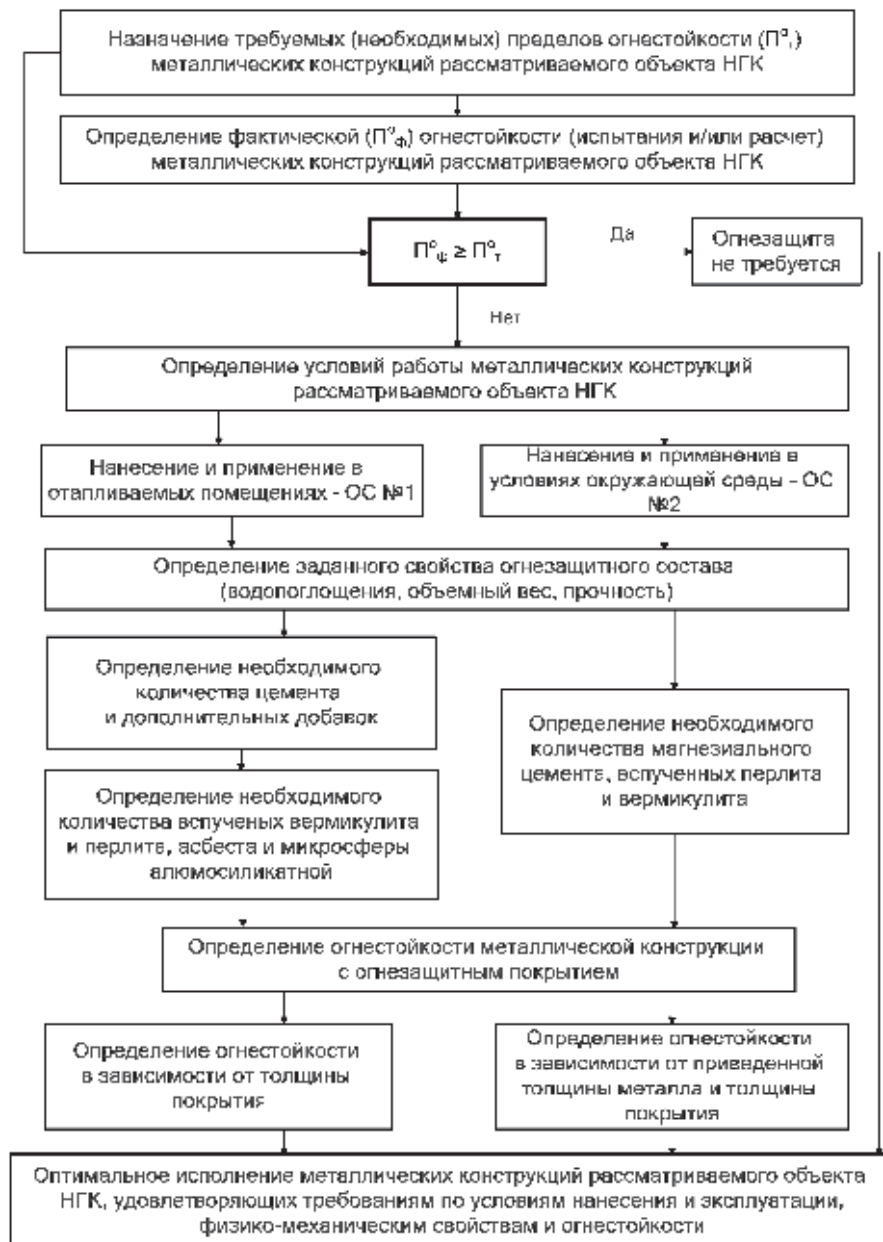 Назначение требуемых (необходимых) пределов огнестойкости (Пᵒт)
металлических конструкций рассматриваемого объекта НГК
Определение фактической (Пᵒф) огнестойкости (испытания и/или расчет)
металлических конструкций рассматриваемого объекта НГК
Пᵒф ≥ Пᵒт
Да
Огнезащита
не требуется
Нет
Определение условий работы металлических конструкций
рассматриваемого объекта НГК
Нанесение и применение в
отапливаемых помещениях - ОС №1
Нанесение и применение в
условиях окружающей среды - ОС
№2
Определение заданного свойства огнезащитного состава
(водопоглощения, объемный вес, прочность)
Определение необходимого
количества цемента
и дополнительных добавок
Определение необходимого
количества магнезиального
цемента, вспученных перлита
и вермикулита
Определение необходимого
количества вспученых вермикулита
и перлита, асбеста и микросферы
алюмосиликатной
Определение огнестойкости металлической конструкции
с огнезащитным покрытием
Определение огнестойкости
в зависимости от толщины
покрытия
Определение огнестойкости
в зависимости от приведенной
толщины металла и толщины
покрытия
Оптимальное исполнение металлических конструкций рассматриваемого объекта
НГК, удовлетворяющих требованиям по условиям нанесения и эксплуатации,
физико-механическим свойствам и огнестойкости